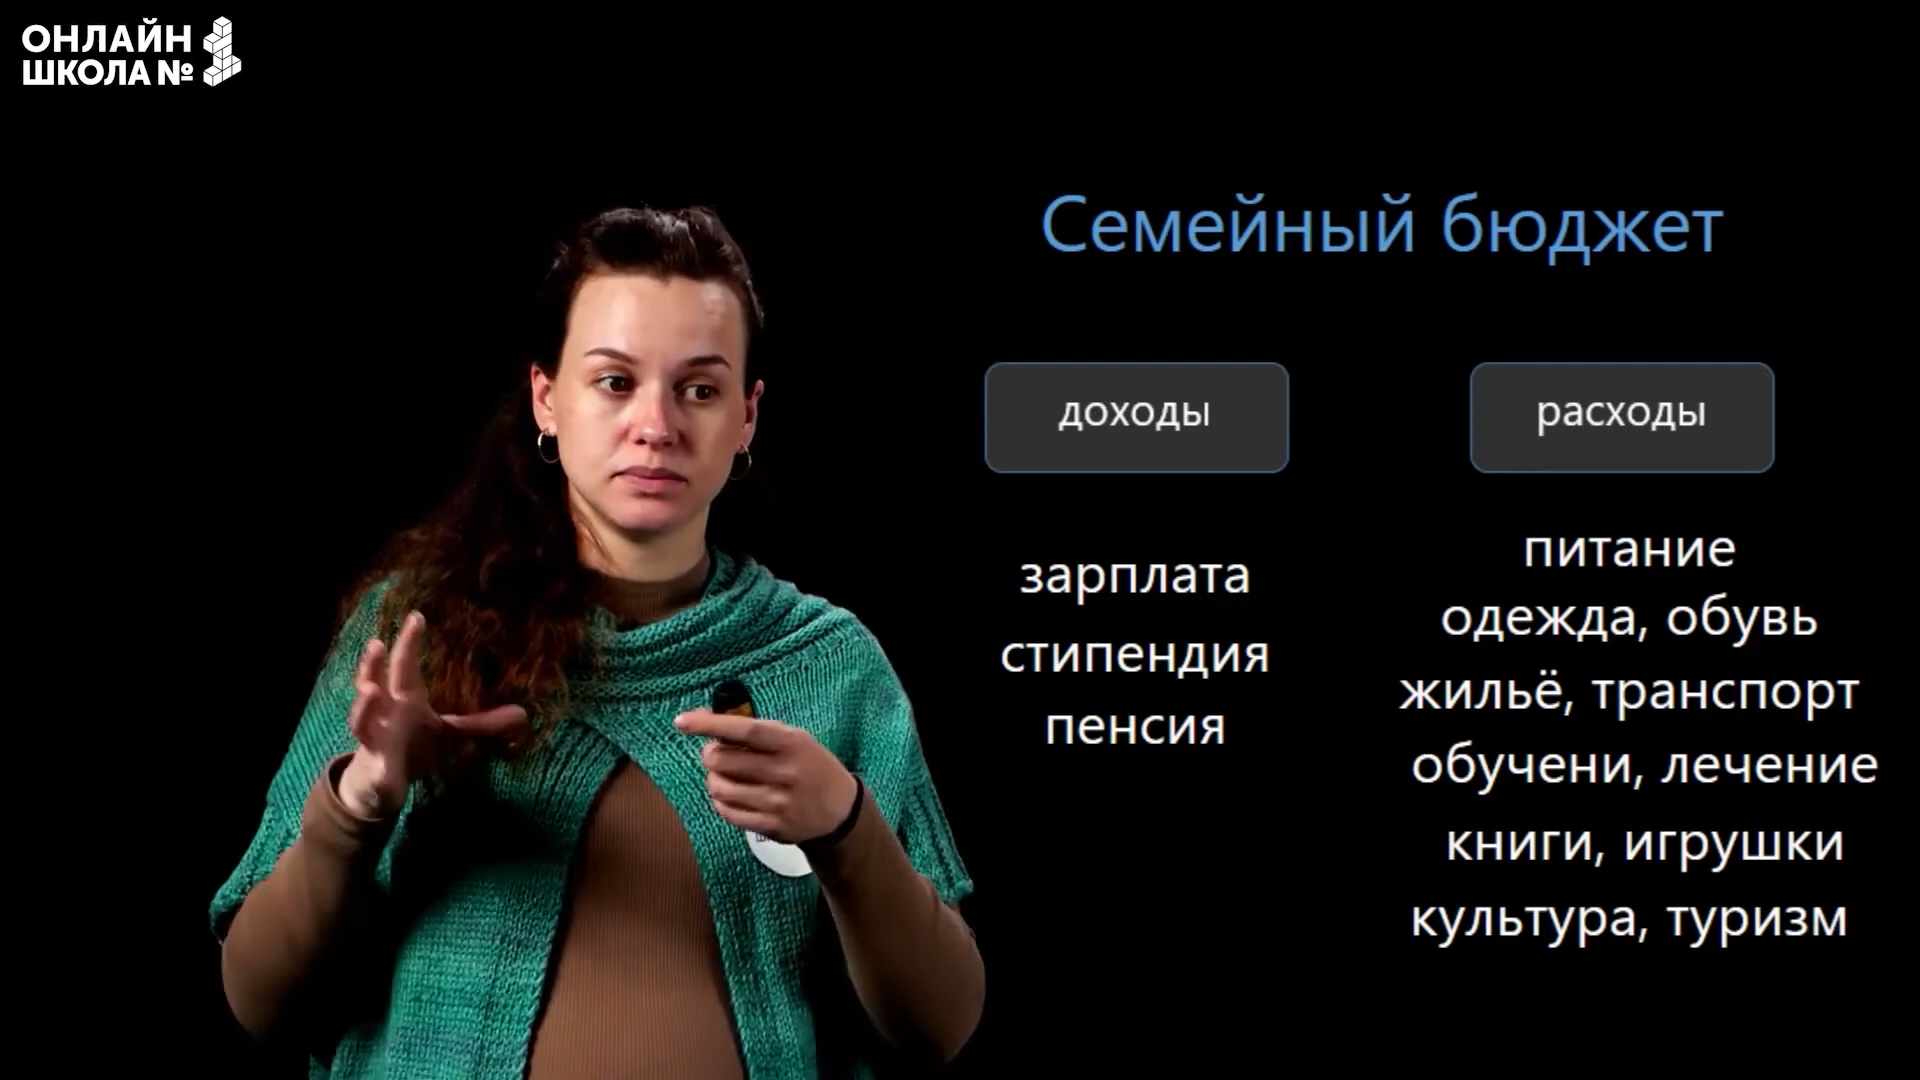 ОНЛАЙН
ШКОЛА №1
Семейный бюджет
доходы
расходы
зарплата
стипендия
пенсия
питание
одежда, обувь
жильё, транспорт
обучени, лечение
книги, игрушки
культура, туризм